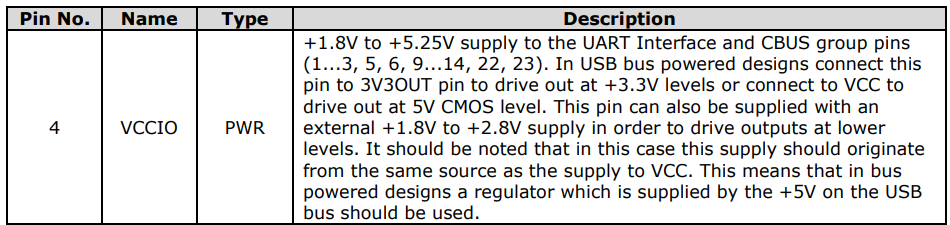 Pin No. Name Type Description
+1.8V to +5.25V supply to the UART Interface and CBUS group pins
(1...3, 5, 6, 9...14, 22, 23). In USB bus powered designs connect this
pin to 3V3OUT pin to drive out at +3.3V levels or connect to VCC to
drive out at 5V CMOS level. This pin can also be supplied with an
4 VCCIO PWR external +1.8V to +2.8V supply in order to drive outputs at lower
levels. It should be noted that in this case this supply should originate
from the same source as the supply to VCC. This means that in bus
powered designs a regulator which is supplied by the +5V on the USB
bus should be used.